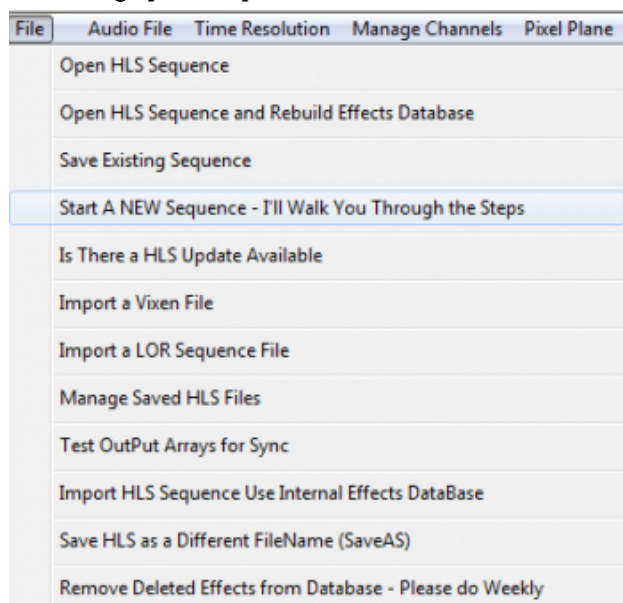 File Audio File Time Resolution Manage Channels Pixel Plane
Open HLS Sequence
Open HLS Sequence and Rebuild Effects Database
Save Existing Sequence
Start A NEW Sequence - I'll Walk You Through the Steps
Is There a HLS Update Available
Import a Vixen File
Import a LOR Sequence File
Manage Saved HLS Files
Test OutPut Arrays for Sync
Import HLS Sequence Use Internal Effects DataBase
Save HLS as a Different FileName (SaveAS)
Remove Deleted Effects from Database - Please do Weekly